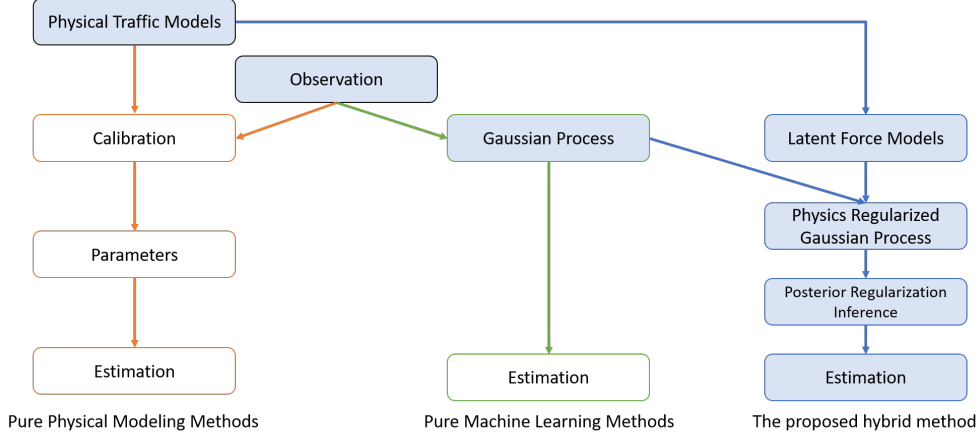 Physical Traffic Models
Observation
Calibration
Gaussian Process
Latent Force Models
Physics Regularized
Gaussian Process
Parameters
Posterior Regularization
Inference
Estimation
Estimation
Estimation
Pure Physical Modeling Methods
Pure Machine Learning Methods
The proposed hybrid method